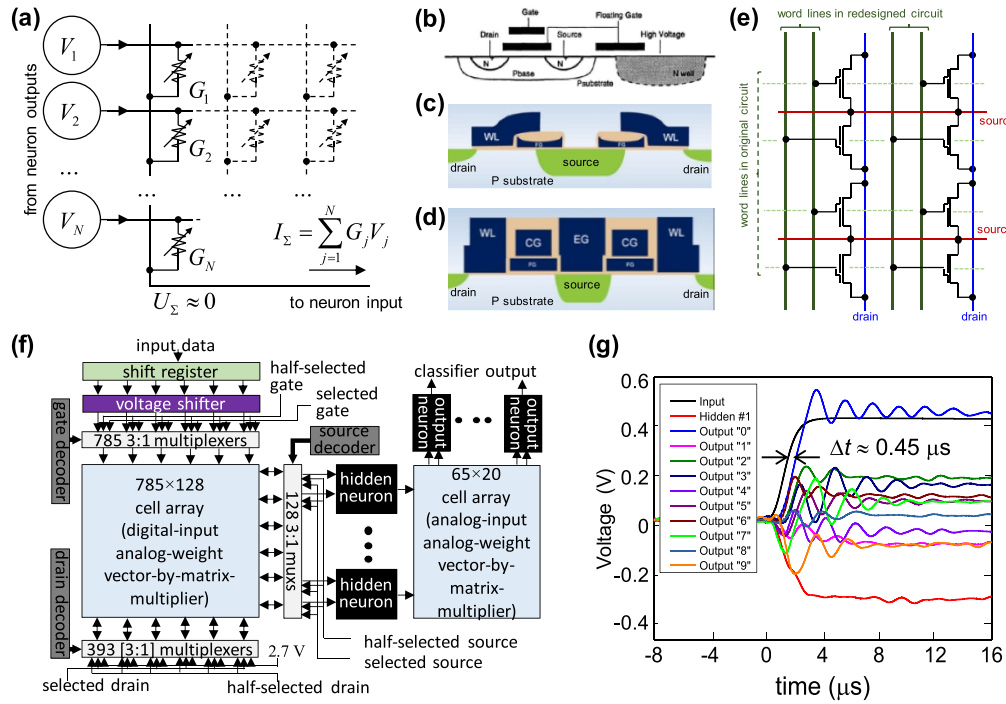 (a)
from neuron outputs
V1
V2
...
VN
G1
G2
... ... ...
GN
IΣ = ∑ j=1 N GjVj
UΣ ≈ 0
to neuron input
(b)
Gate
Floating Gate
Drain
Source
High Voltage
N
N
Pbase
Psubstrate
N well
(c)
WL
WL
FG
FG
source
drain
drain
P substrate
(d)
WL
CG
EG
CG
WL
FG
FG
source
drain
drain
P substrate
(e)
word lines in redesigned circuit
word lines in original circuit
source
source
drain
drain
(f)
input data
shift register
voltage shifter
half-selected
gate
selected
gate
gate decoder
785 3:1 multiplexers
source
decoder
785×128
cell array
(digital-input
analog-weight
vector-by-matrix-
multiplier)
128 3:1 muxs
drain decoder
393 [3:1] multiplexers
2.7 V
selected drain
half-selected drain
hidden
neuron
hidden
neuron
half-selected source
selected source
classifier output
output
neuron
output
neuron
65×20
cell array
(analog-input
analog-weight
vector-by-
matrix-
multiplier)
(g)
Voltage (V)
0.6
0.4
0.2
0
-0.2
-0.4
Input
Hidden #1
Output "0"
Output "1"
Output "2"
Output "3"
Output "4"
Output "5"
Output "6"
Output "7"
Output "8"
Output "9"
Δt ≈ 0.45 μs
-8 -4 0 4 8 12 16
time (μs)